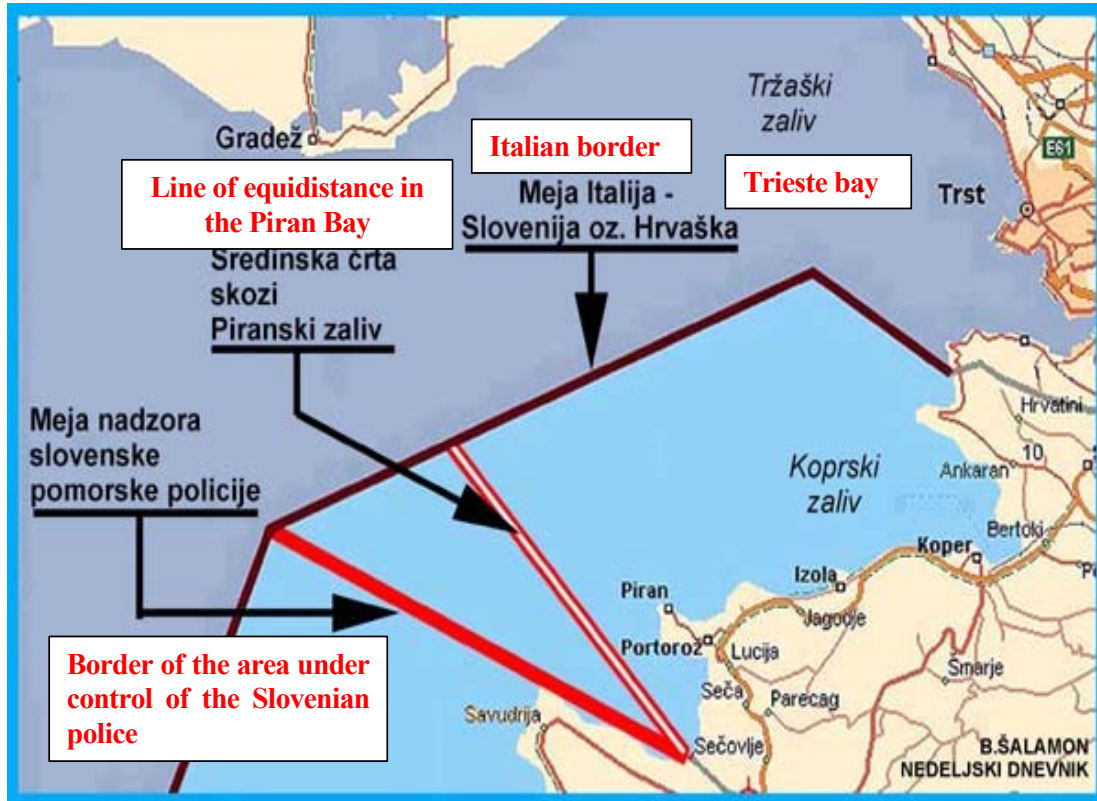 Tržaški
zaliv
Gradež
Italian border
E61
Line of equidistance in
the Piran Bay
Meja Italija -
Slovenija oz. Hrvaška
Trieste bay
Trst
Sredinska črta
skozi
Piranski zaliv
Meja nadzora
slovenske
pomorske policije
Hrvatini
10
Koprski
zaliv
Ankaran
Bertoki
Koper
Izola
Piran
Jagodje
Portorož
Lucija
Šmarje
Border of the area under
control of the Slovenian
police
Seča
Parecag
Savudrija
Sečovlje
B.ŠALAMON
NEDELJSKI DNEVNIK